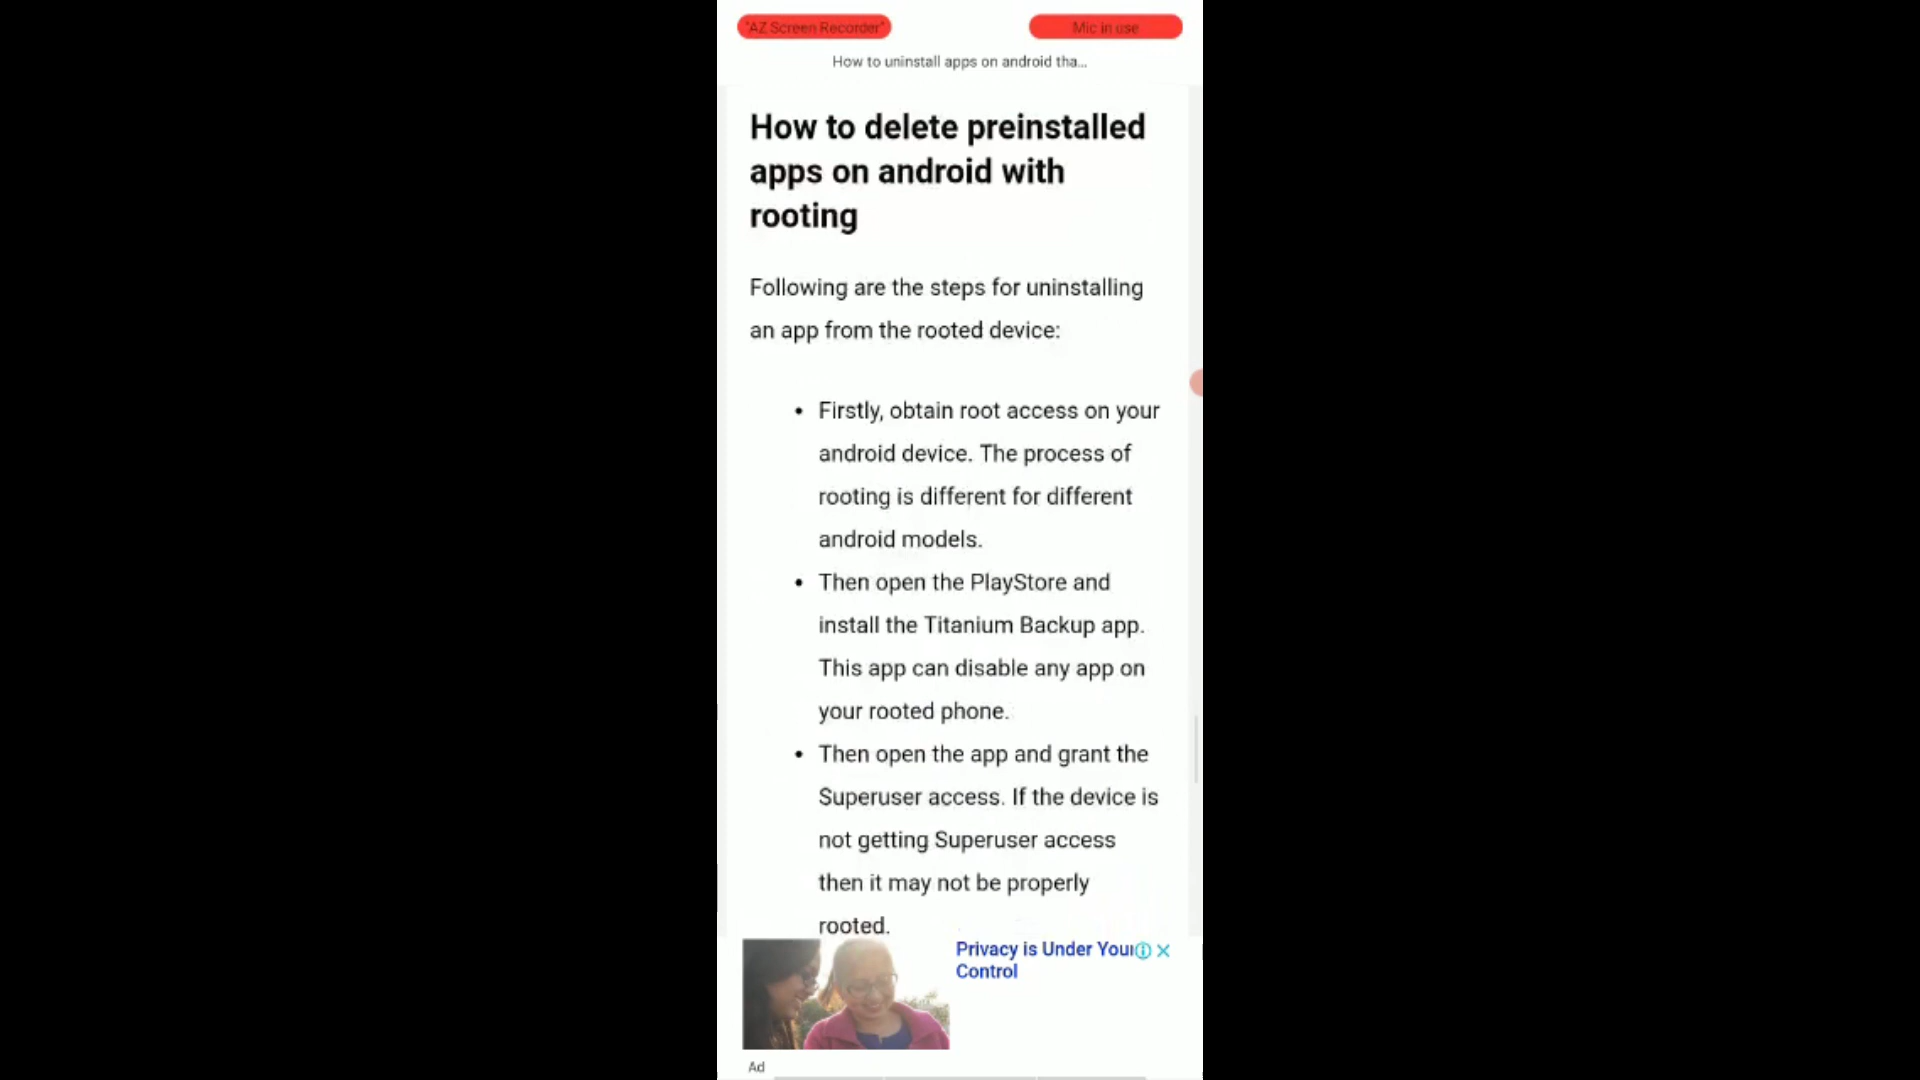 "AZ Screen Recorder"
Mic in use
How to uninstall apps on android tha...
How to delete preinstalled
apps on android with
rooting
Following are the steps for uninstalling
an app from the rooted device:
• Firstly, obtain root access on your
android device. The process of
rooting is different for different
android models.
• Then open the PlayStore and
install the Titanium Backup app.
This app can disable any app on
your rooted phone.
• Then open the app and grant the
Superuser access. If the device is
not getting Superuser access
then it may not be properly
rooted.
Privacy is Under Your
Control
Ad